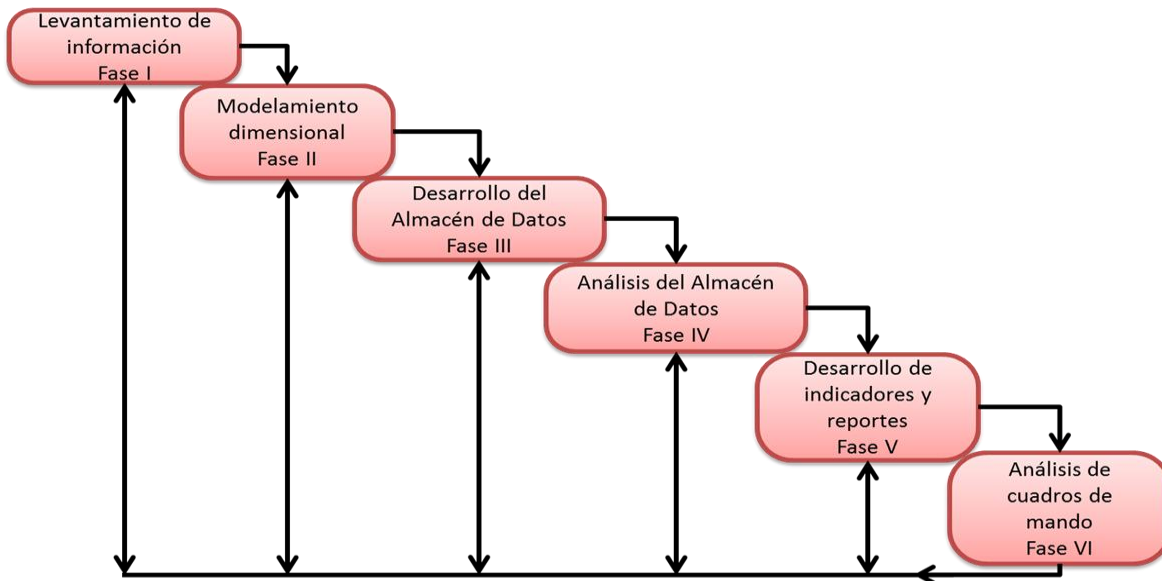 Levantamiento de
información
Fase I
Modelamiento
dimensional
Fase II
Desarrollo del
Almacén de Datos
Fase III
Análisis del Almacén
de Datos
Fase IV
Desarrollo de
indicadores y
reportes
Fase V
Análisis de
cuadros de
mando
Fase VI